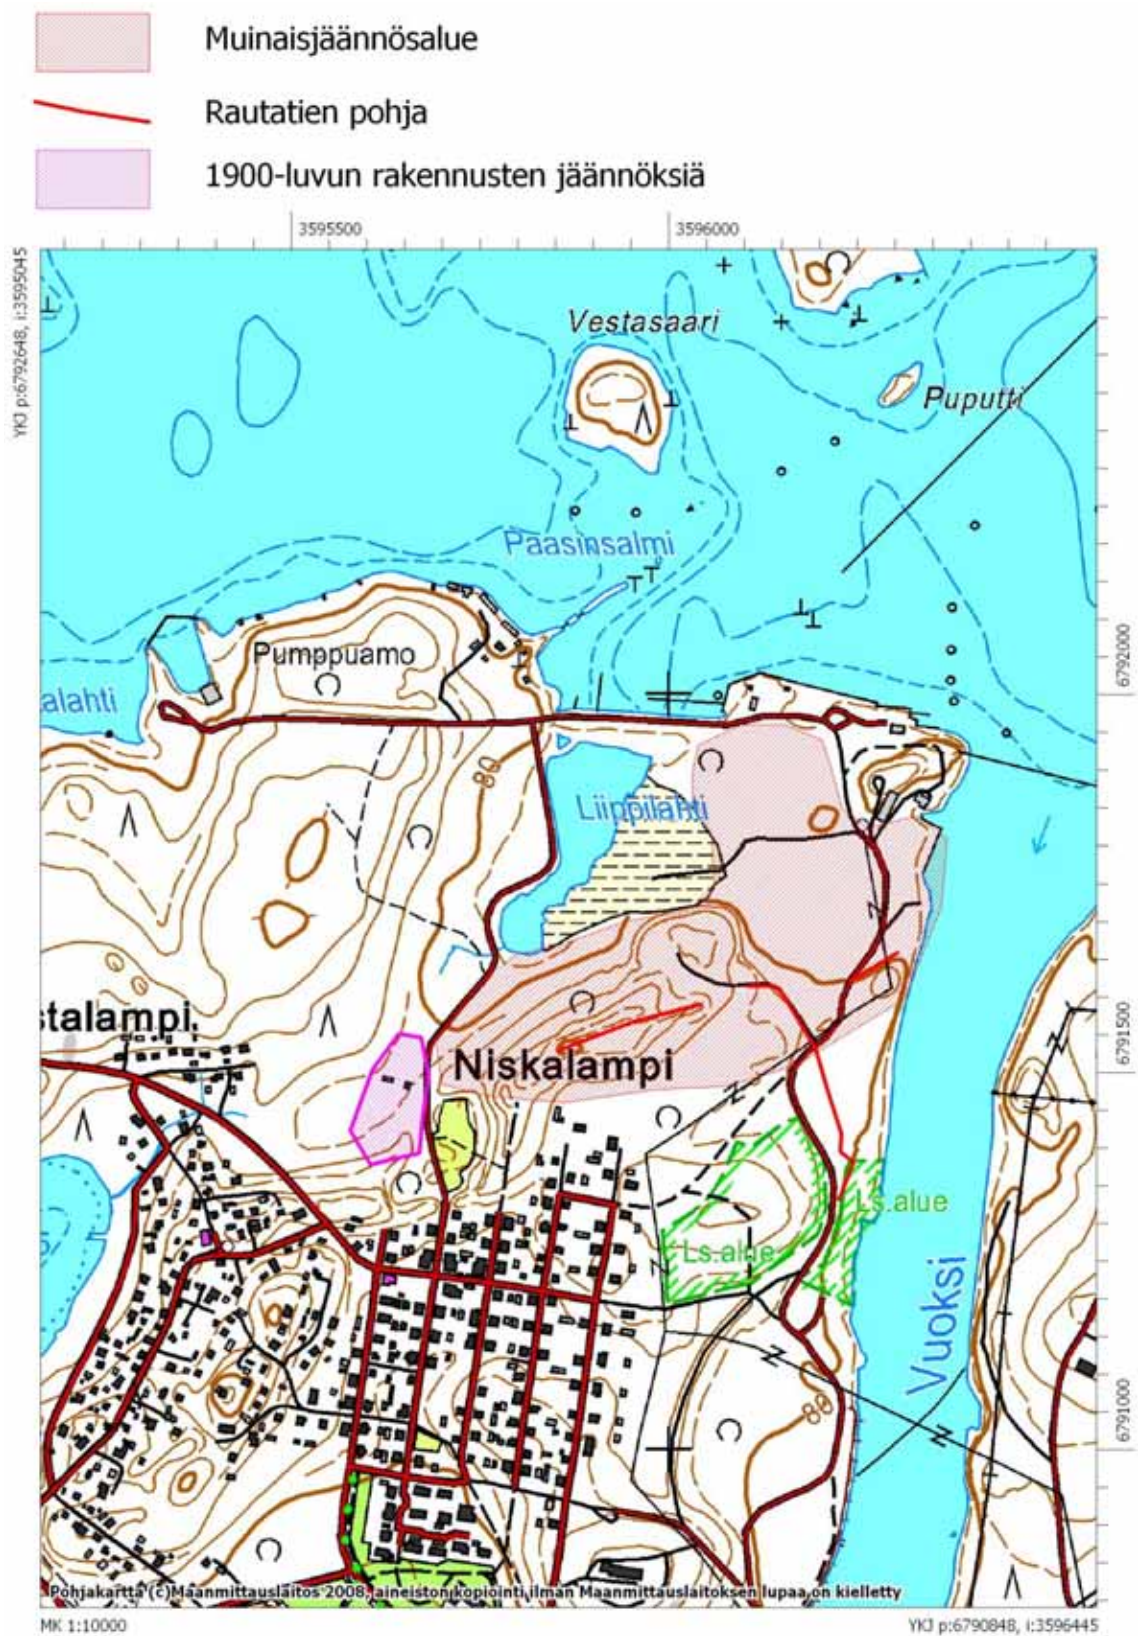 Muinaisjäännösalue
Rautatien pohja
1900-luvun rakennusten jäännöksiä
3595500
3596000
YKJ p:6792648, i:3595045
Vestasaari
Puputti
Paasinsalmi
Pumppuamo
alahti
6792000
80
Liippilahti
stalampi
Niskalampi
6791500
Ls.alue
Ls.alue
Vuoksi
80
6791000
Pohjakartta (c)Maanmittauslaitos 2008, aineiston kopiointi ilman Maanmittauslaitoksen lupaa on kielletty
MK 1:10000
YKJ p:6790848, i:3596445